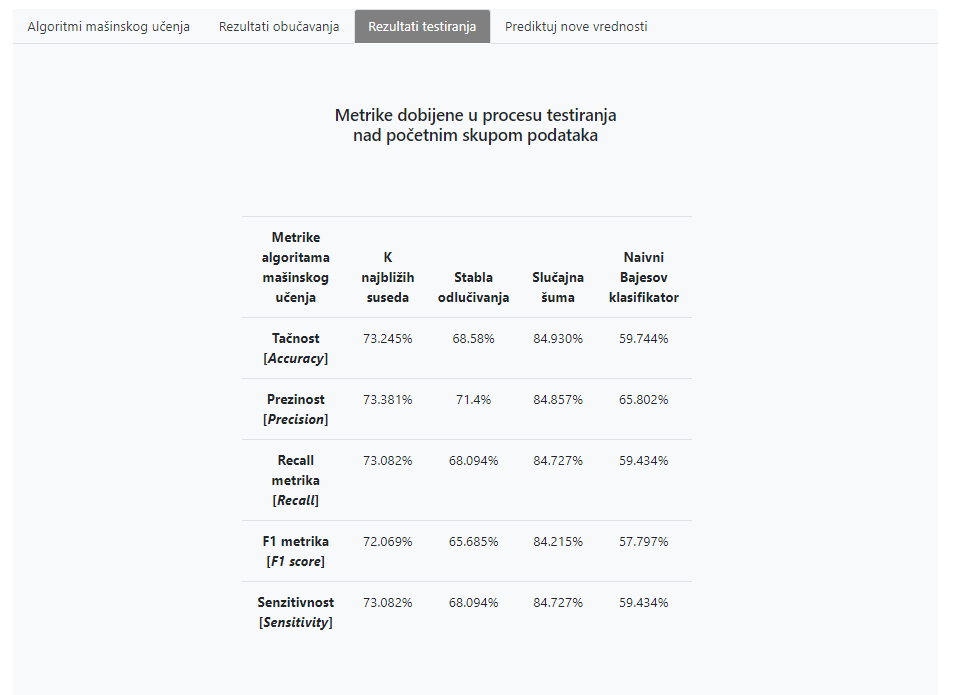 Algoritmi mašinskog učenja Rezultati obučavanja Rezultati testiranja Prediktuj nove vrednosti
Metrike dobijene u procesu testiranja
nad početnim skupom podataka
Metrike
algoritama
mašinskog
učenja
K
najbližih
suseda
Stabla
odlučivanja
Slučajna
šuma
Naivni
Bajesov
klasifikator
Tačnost
[Accuracy]
73.245% 68.58% 84.930% 59.744%
Prezinost
[Precision]
73.381% 71.4% 84.857% 65.802%
Recall
metrika
[Recall]
73.082% 68.094% 84.727% 59.434%
F1 metrika
[F1 score]
72.069% 65.685% 84.215% 57.797%
Senzitivnost
[Sensitivity]
73.082% 68.094% 84.727% 59.434%